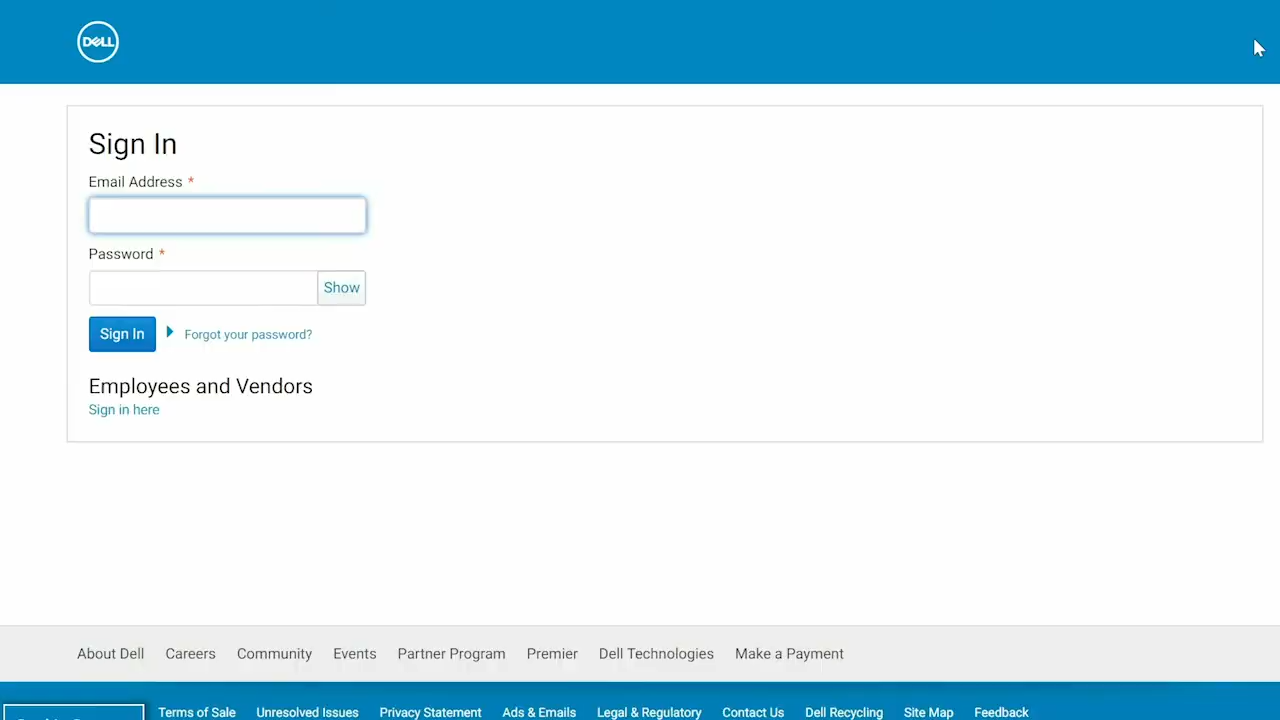 DELL
Sign In
Email Address *
Password *
Show
Sign In Forgot your password?
Employees and Vendors
Sign in here
About Dell Careers Community Events Partner Program Premier Dell Technologies Make a Payment
Terms of Sale Unresolved Issues Privacy Statement Ads & Emails Legal & Regulatory Contact Us Dell Recycling Site Map Feedback